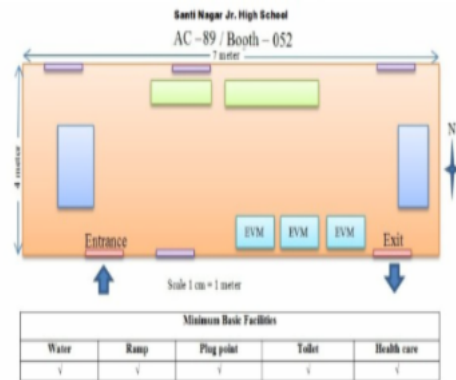 Santi Nagar Jr. High School
AC – 89 / Booth – 052
7 meter
4 meter
N
EVM EVM EVM
Entrance Exit
Scale 1 cm = 1 meter
Minimum Basic Facilities
Water Ramp Plug point Toilet Health care
√ √ √ √ √